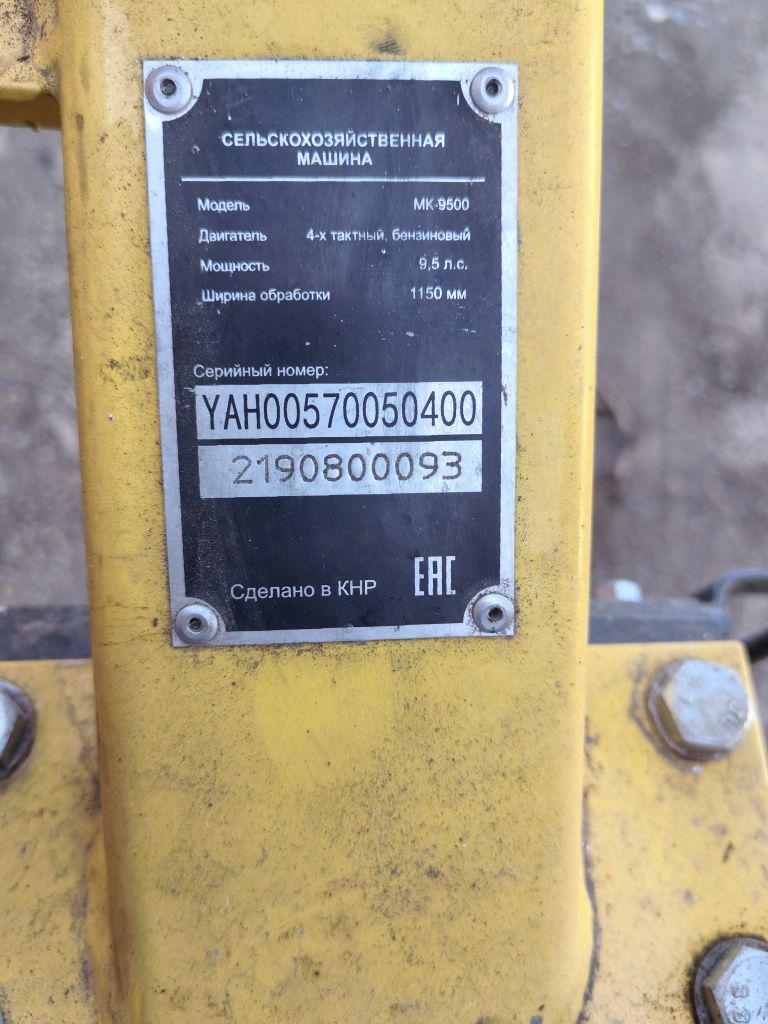 СЕЛЬСКОХОЗЯЙСТВЕННАЯ
МАШИНА
Модель МК-9500
Двигатель 4-х тактный, бензиновый
Мощность 9,5 л.с.
Ширина обработки 1150 мм
Серийный номер:
YAH00570050400
2190800093
Сделано в КНР EAC